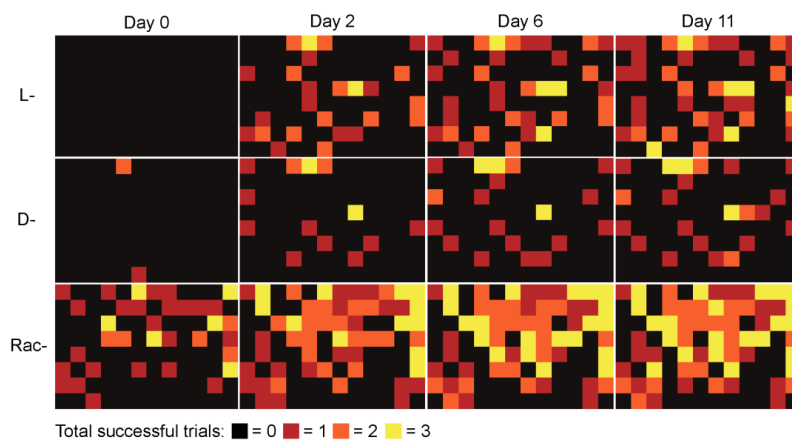 Day 0 Day 2 Day 6 Day 11
L-
D-
Rac-
Total successful trials: = 0 = 1 = 2 = 3